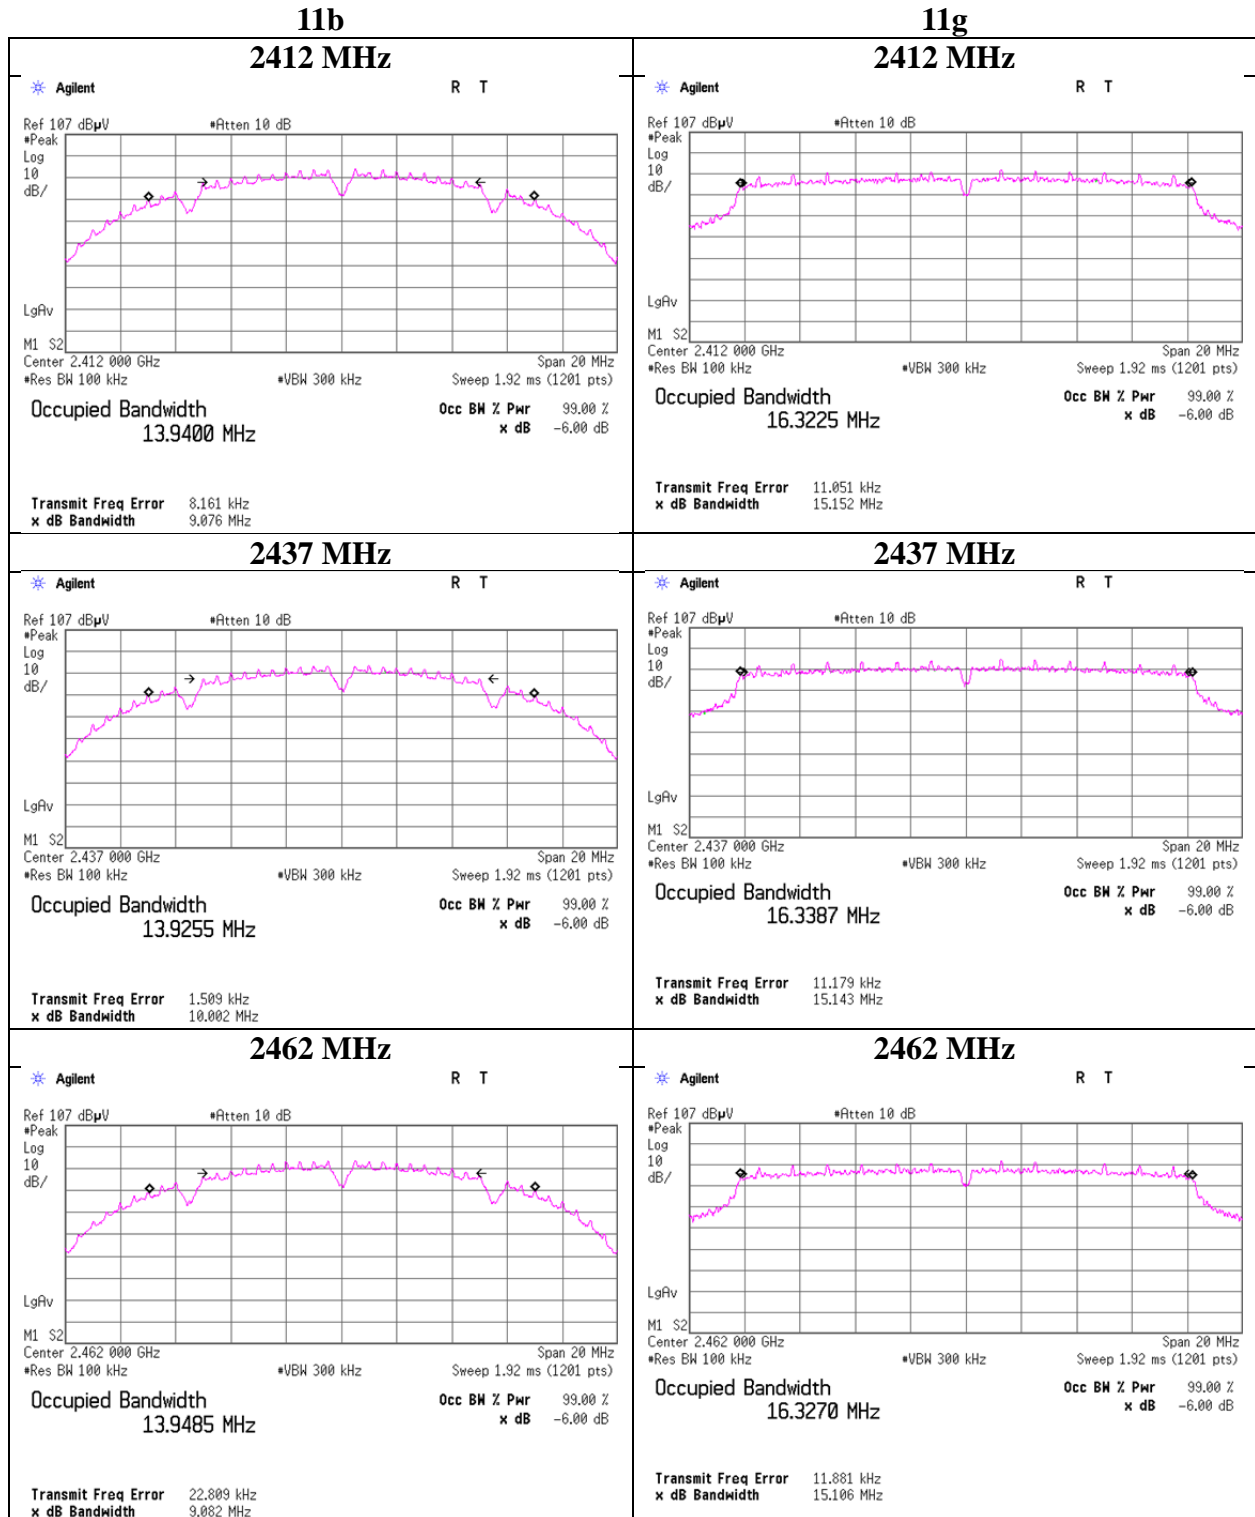 11b
2412 MHz
Agilent
R T
Ref 107 dBµV #Atten 10 dB
#Peak
Log
10
dB/
LgAv
M1 S2
Center 2.412 000 GHz Span 20 MHz
#Res BW 100 kHz #VBW 300 kHz Sweep 1.92 ms (1201 pts)
Occupied Bandwidth Occ BW % Pwr 99.00 %
13.9400 MHz x dB -6.00 dB
Transmit Freq Error 8.161 kHz
x dB Bandwidth 9.076 MHz
2437 MHz
Agilent
R T
Ref 107 dBµV #Atten 10 dB
#Peak
Log
10
dB/
LgAv
M1 S2
Center 2.437 000 GHz Span 20 MHz
#Res BW 100 kHz #VBW 300 kHz Sweep 1.92 ms (1201 pts)
Occupied Bandwidth Occ BW % Pwr 99.00 %
13.9255 MHz x dB -6.00 dB
Transmit Freq Error 1.509 kHz
x dB Bandwidth 10.002 MHz
2462 MHz
Agilent
R T
Ref 107 dBµV #Atten 10 dB
#Peak
Log
10
dB/
LgAv
M1 S2
Center 2.462 000 GHz Span 20 MHz
#Res BW 100 kHz #VBW 300 kHz Sweep 1.92 ms (1201 pts)
Occupied Bandwidth Occ BW % Pwr 99.00 %
13.9485 MHz x dB -6.00 dB
Transmit Freq Error 22.809 kHz
x dB Bandwidth 9.082 MHz
11g
2412 MHz
Agilent
R T
Ref 107 dBµV #Atten 10 dB
#Peak
Log
10
dB/
LgAv
M1 S2
Center 2.412 000 GHz Span 20 MHz
#Res BW 100 kHz #VBW 300 kHz Sweep 1.92 ms (1201 pts)
Occupied Bandwidth Occ BW % Pwr 99.00 %
16.3225 MHz x dB -6.00 dB
Transmit Freq Error 11.051 kHz
x dB Bandwidth 15.152 MHz
2437 MHz
Agilent
R T
Ref 107 dBµV #Atten 10 dB
#Peak
Log
10
dB/
LgAv
M1 S2
Center 2.437 000 GHz Span 20 MHz
#Res BW 100 kHz #VBW 300 kHz Sweep 1.92 ms (1201 pts)
Occupied Bandwidth Occ BW % Pwr 99.00 %
16.3387 MHz x dB -6.00 dB
Transmit Freq Error 11.179 kHz
x dB Bandwidth 15.143 MHz
2462 MHz
Agilent
R T
Ref 107 dBµV #Atten 10 dB
#Peak
Log
10
dB/
LgAv
M1 S2
Center 2.462 000 GHz Span 20 MHz
#Res BW 100 kHz #VBW 300 kHz Sweep 1.92 ms (1201 pts)
Occupied Bandwidth Occ BW % Pwr 99.00 %
16.3270 MHz x dB -6.00 dB
Transmit Freq Error 11.881 kHz
x dB Bandwidth 15.106 MHz